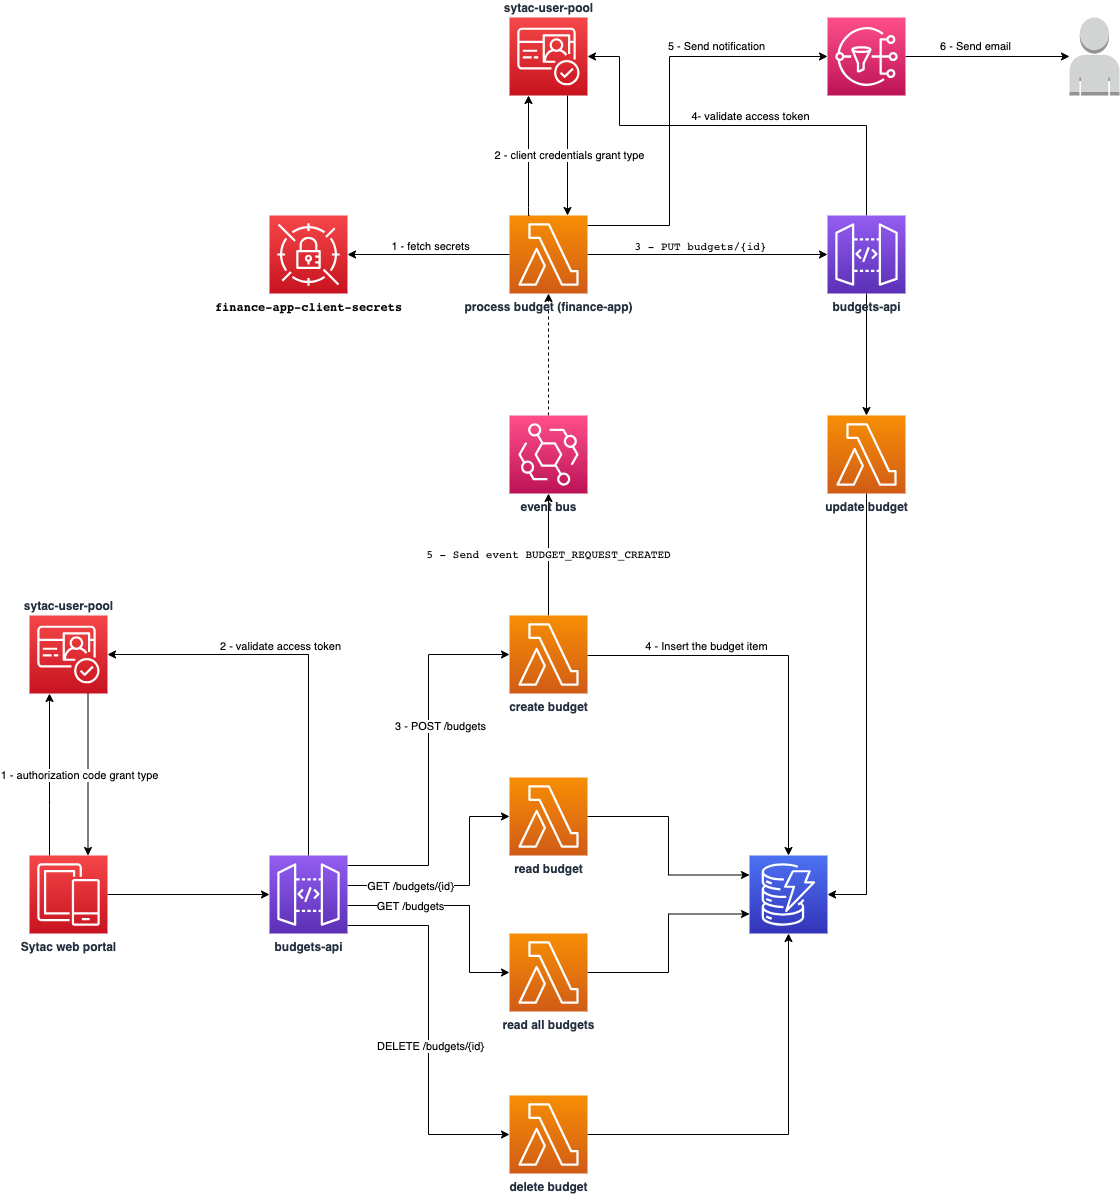 sytac-user-pool
5 - Send notification
6 - Send email
4- validate access token
2 - client credentials grant type
1 - fetch secrets
3 - PUT budgets/{id}
finance-app-client-secrets
process budget (finance-app)
budgets-api
event bus
update budget
5 - Send event BUDGET_REQUEST_CREATED
sytac-user-pool
2 - validate access token
4 - Insert the budget item
create budget
3 - POST /budgets
1 - authorization code grant type
read budget
GET /budgets/{id}
GET /budgets
Sytac web portal
budgets-api
read all budgets
DELETE /budgets/{id}
delete budget